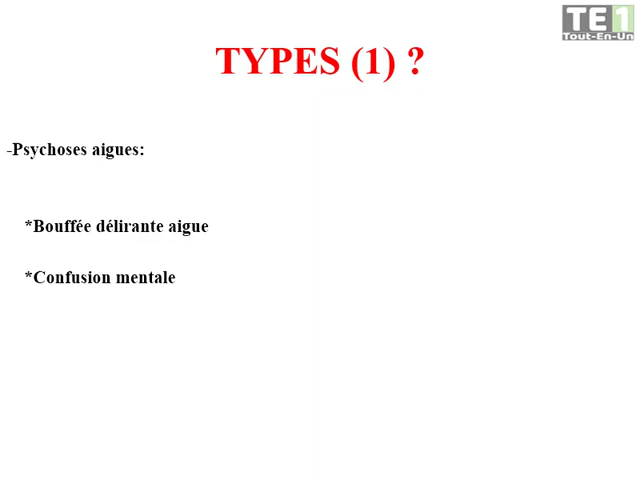 TE1
Tout-En-Un
TYPES (1) ?
-Psychoses aigues:
*Bouffée délirante aigue
*Confusion mentale